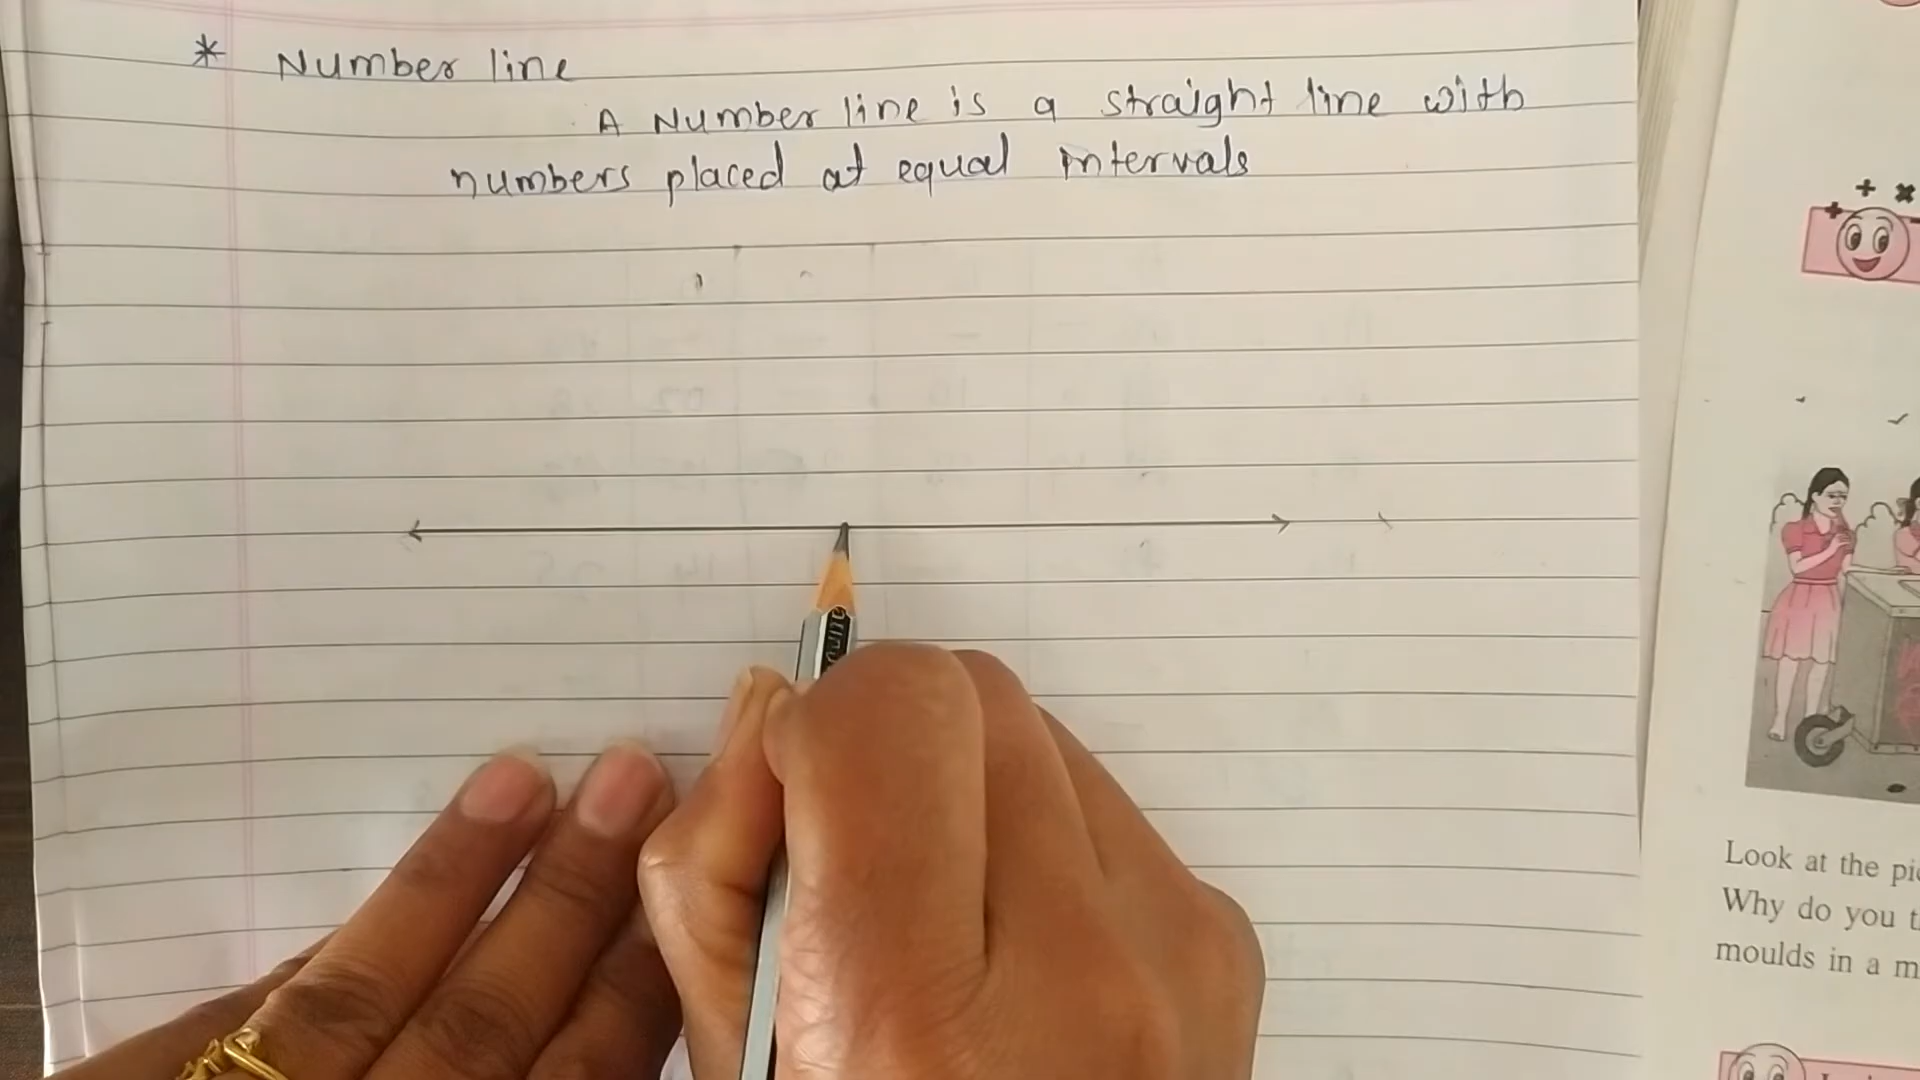 * Number line
A Number line is a straight line with
numbers placed at equal intervals
Look at the
Why do you
moulds in a